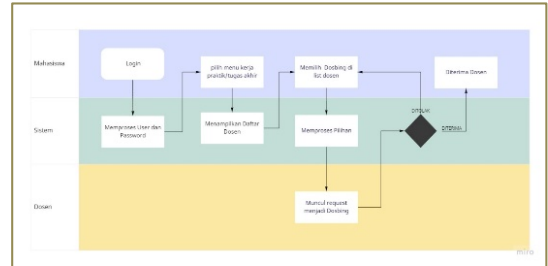 Mahasiswa
Login
pilih menu kerja
praktik/tugas akhir
Memilih Dosbing di
list dosen
Diterima Dosen
DITOLAK
DITERIMA
Sistem
Memproses User dan
Password
Menampilkan Daftar
Dosen
Memproses Pilihan
Dosen
Muncul request
menjadi Dosbing
miro